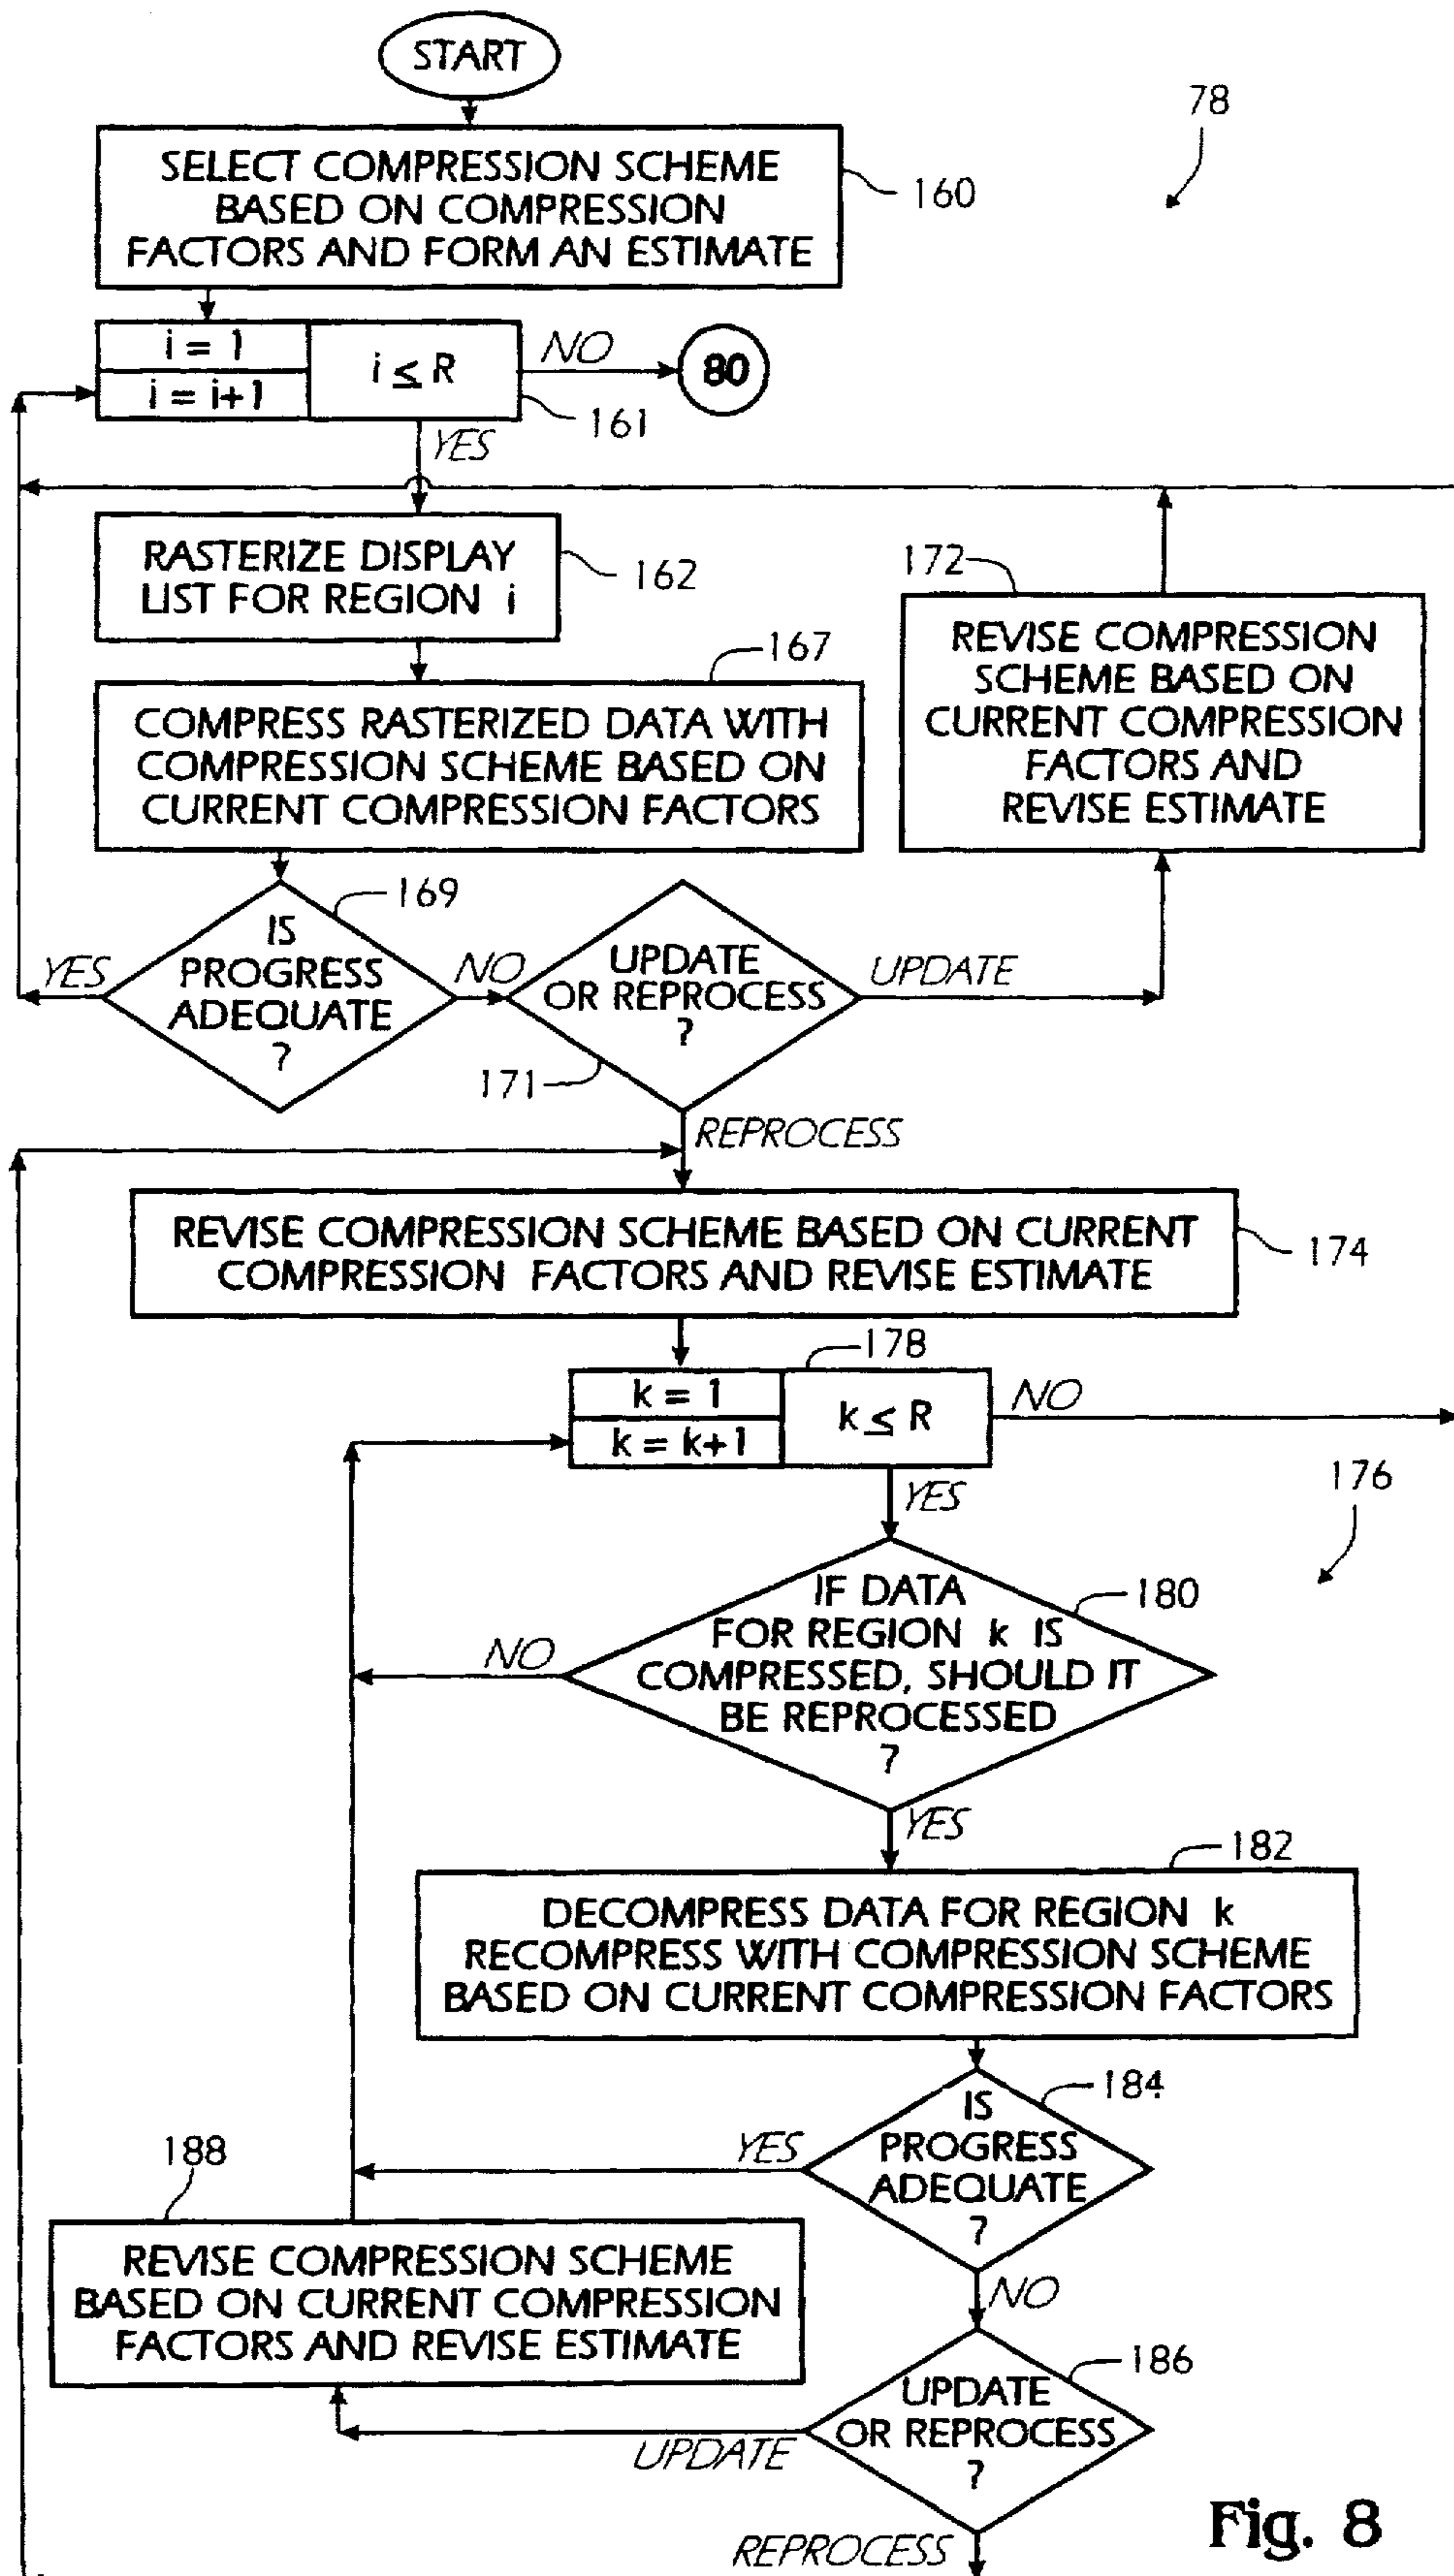 START
78
SELECT COMPRESSION SCHEME
BASED ON COMPRESSION
FACTORS AND FORM AN ESTIMATE
160
i = 1
i = i+1
i ≤ R
NO
80
161
YES
RASTERIZE DISPLAY
LIST FOR REGION i
162
172
REVISE COMPRESSION
SCHEME BASED ON
CURRENT COMPRESSION
FACTORS AND
REVISE ESTIMATE
167
COMPRESS RASTERIZED DATA WITH
COMPRESSION SCHEME BASED ON
CURRENT COMPRESSION FACTORS
169
IS
PROGRESS
ADEQUATE
?
YES
NO
UPDATE
OR REPROCESS
?
UPDATE
171
REPROCESS
REVISE COMPRESSION SCHEME BASED ON CURRENT
COMPRESSION FACTORS AND REVISE ESTIMATE
174
178
k = 1
k = k+1
k ≤ R
NO
YES
176
IF DATA
FOR REGION k IS
COMPRESSED, SHOULD IT
BE REPROCESSED
?
180
NO
YES
182
DECOMPRESS DATA FOR REGION k
RECOMPRESS WITH COMPRESSION SCHEME
BASED ON CURRENT COMPRESSION FACTORS
184
IS
PROGRESS
ADEQUATE
?
YES
188
REVISE COMPRESSION SCHEME
BASED ON CURRENT COMPRESSION
FACTORS AND REVISE ESTIMATE
NO
186
UPDATE
OR REPROCESS
?
UPDATE
REPROCESS
Fig. 8